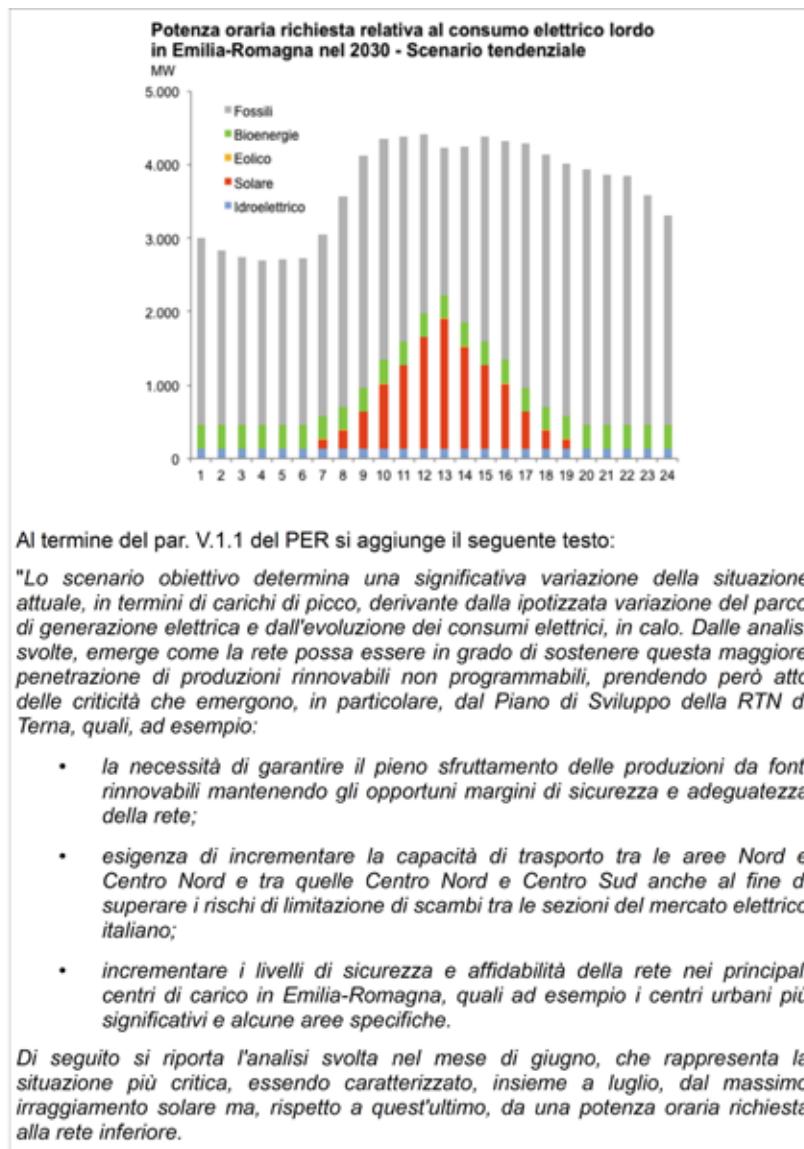 Potenza oraria richiesta relativa al consumo elettrico lordo
in Emilia-Romagna nel 2030 - Scenario tendenziale
MW
5.000
4.000
3.000
2.000
1.000
0
Fossili
Bioenergie
Eolico
Solare
Idroelettrico
1 2 3 4 5 6 7 8 9 10 11 12 13 14 15 16 17 18 19 20 21 22 23 24
Al termine del par. V.1.1 del PER si aggiunge il seguente testo:
"Lo scenario obiettivo determina una significativa variazione della situazione
attuale, in termini di carichi di picco, derivante dalla ipotizzata variazione del parco
di generazione elettrica e dall'evoluzione dei consumi elettrici, in calo. Dalle analis
svolte, emerge come la rete possa essere in grado di sostenere questa maggiore
penetrazione di produzioni rinnovabili non programmabili, prendendo però atto
delle criticità che emergono, in particolare, dal Piano di Sviluppo della RTN d
Terna, quali, ad esempio:
• la necessità di garantire il pieno sfruttamento delle produzioni da font
rinnovabili mantenendo gli opportuni margini di sicurezza e adeguatezza
della rete;
• esigenza di incrementare la capacità di trasporto tra le aree Nord e
Centro Nord e tra quelle Centro Nord e Centro Sud anche al fine d
superare i rischi di limitazione di scambi tra le sezioni del mercato elettrico
italiano;
• incrementare i livelli di sicurezza e affidabilità della rete nei principal
centri di carico in Emilia-Romagna, quali ad esempio i centri urbani più
significativi e alcune aree specifiche.
Di seguito si riporta l'analisi svolta nel mese di giugno, che rappresenta la
situazione più critica, essendo caratterizzato, insieme a luglio, dal massimo
irraggiamento solare ma, rispetto a quest'ultimo, da una potenza oraria richiesta
alla rete inferiore.